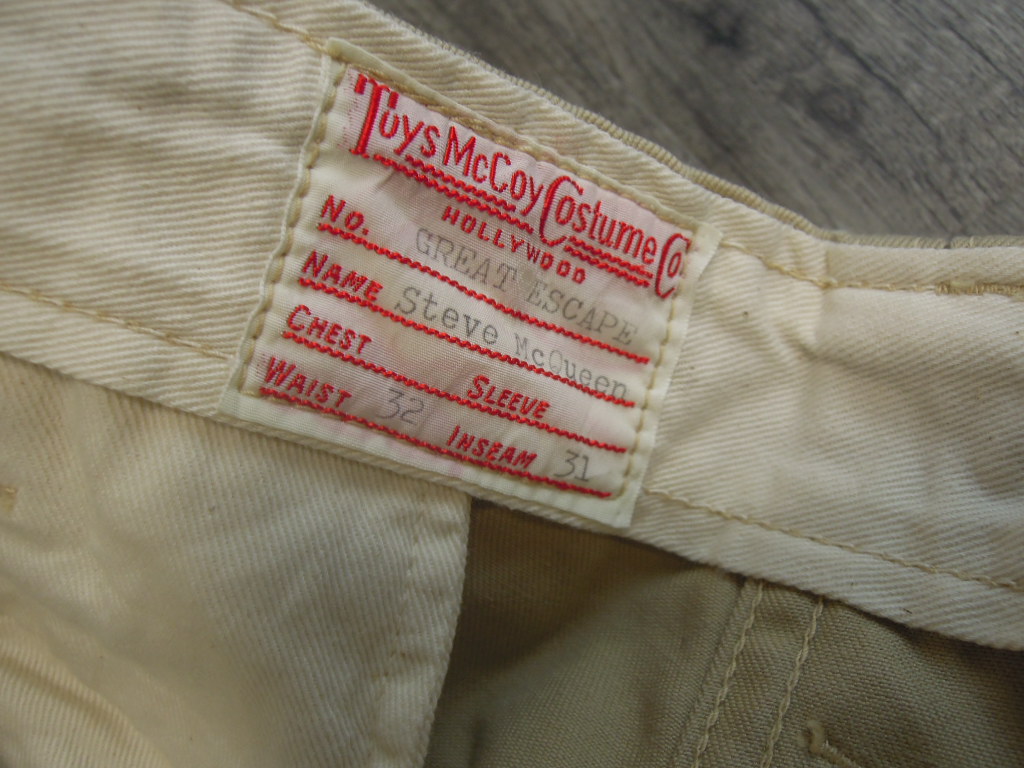 Toys McCoy Costume Co.
HOLLYWOOD
No. GREAT ESCAPE
NAME Steve McQueen
CHEST SLEEVE
WAIST 32 INSEAM 31